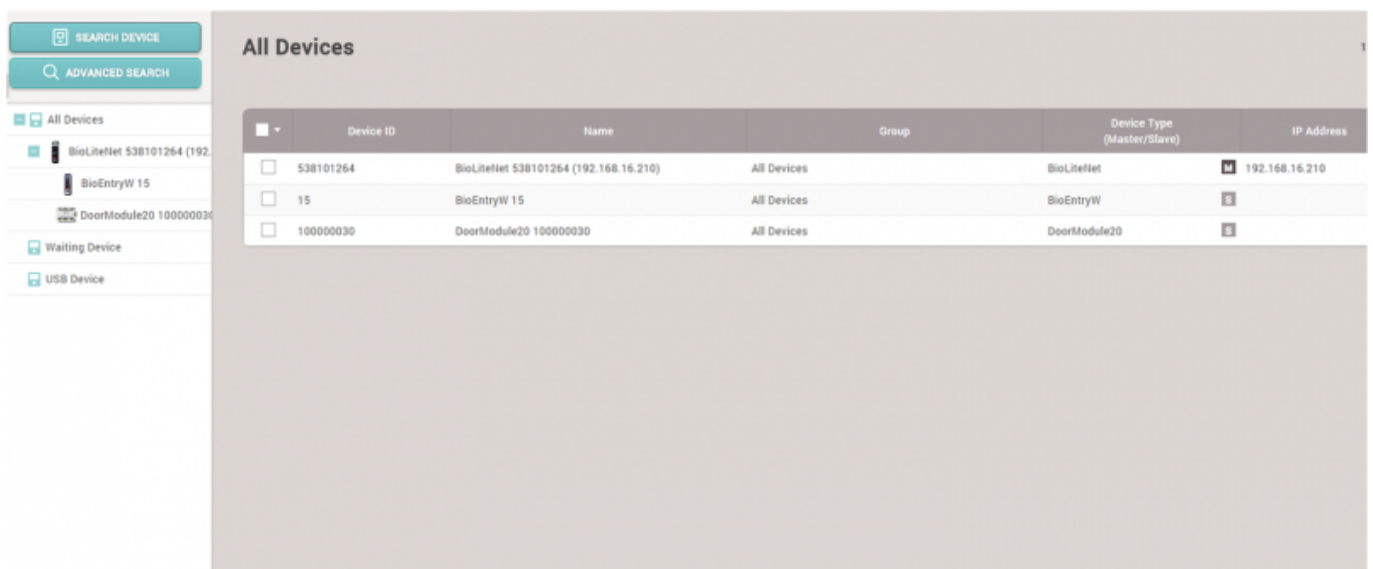 SEARCH DEVICE
ADVANCED SEARCH
All Devices
BioLiteNet 538101264 (192.
BioEntryW 15
DoorModule20 10000003
Waiting Device
USB Device
All Devices
1
Device ID Name Group Device Type (Master/Slave) IP Address
538101264 BioLiteNet 538101264 (192.168.16.210) All Devices BioLiteNet M 192.168.16.210
15 BioEntryW 15 All Devices BioEntryW S
100000030 DoorModule20 100000030 All Devices DoorModule20 S